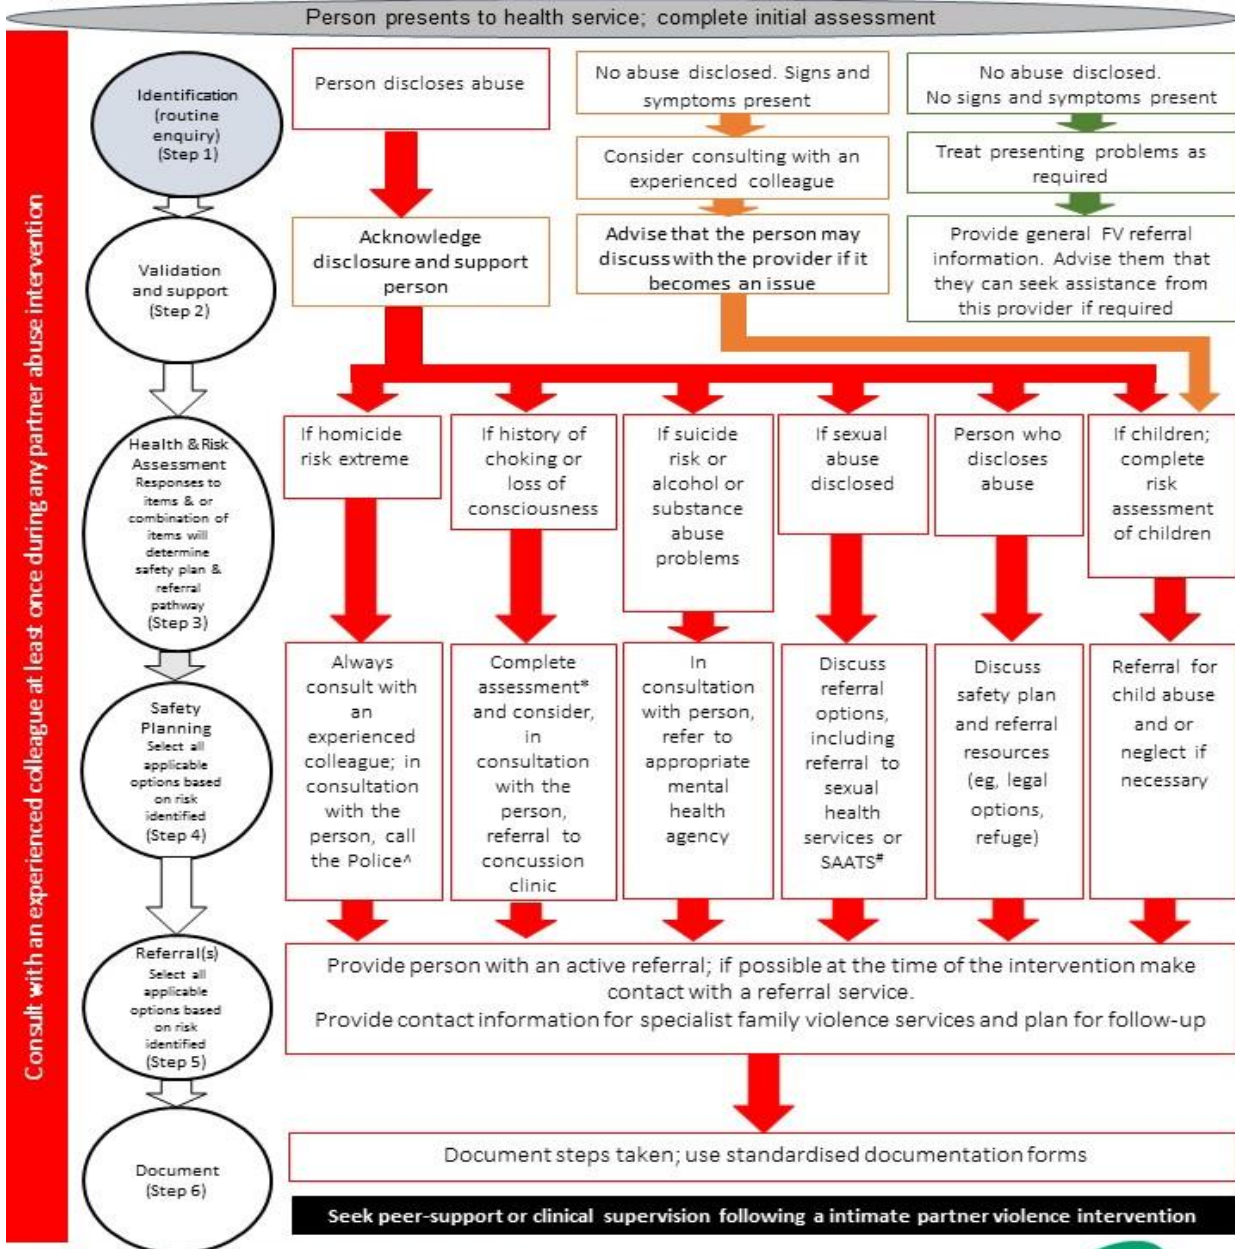 Person presents to health service; complete initial assessment
Consult with an experienced colleague at least once during any partner abuse intervention
Identification
(routine
enquiry)
(Step 1)
Person discloses abuse
No abuse disclosed. Signs and
symptoms present
No abuse disclosed.
No signs and symptoms present
Consider consulting with an
experienced colleague
Treat presenting problems as
required
Validation
and support
(Step 2)
Acknowledge
disclosure and support
person
Advise that the person may
discuss with the provider if it
becomes an issue
Provide general FV referral
information. Advise them that
they can seek assistance from
this provider if required
Health & Risk
Assessment
Responses to
items & or
combination of
items will
determine
safety plan &
referral
pathway
(Step 3)
If homicide
risk extreme
If history of
choking or
loss of
consciousness
If suicide
risk or
alcohol or
substance
abuse
problems
If sexual
abuse
disclosed
Person who
discloses
abuse
If children;
complete
risk
assessment
of children
Safety
Planning
Select all
applicable
options based
on risk
identified
(Step 4)
Always
consult with
an
experienced
colleague; in
consultation
with the
person, call
the Police^
Complete
assessment*
and consider,
in
consultation
with the
person,
referral to
concussion
clinic
In
consultation
with person,
refer to
appropriate
mental
health
agency
Discuss
referral
options,
including
referral to
sexual
health
services or
SAATS#
Discuss
safety plan
and referral
resources
(eg, legal
options,
refuge)
Referral for
child abuse
and or
neglect if
necessary
Referral(s)
Select all
applicable
options based
on risk
identified
(Step 5)
Provide person with an active referral; if possible at the time of the intervention make
contact with a referral service.
Provide contact information for specialist family violence services and plan for follow-up
Document
(Step 6)
Document steps taken; use standardised documentation forms
Seek peer-support or clinical supervision following a intimate partner violence intervention